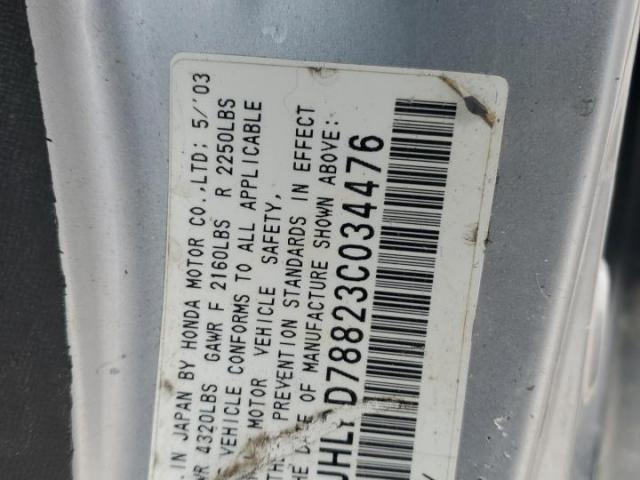 IN JAPAN BY HONDA MOTOR CO.,LTD: 5/'03
4320LBS GAWR F 2160LBS R 2250LBS
VEHICLE CONFORMS TO ALL APPLICABLE
MOTOR VEHICLE SAFETY,
PREVENTION STANDARDS IN EFFECT
OF MANUFACTURE SHOWN ABOVE:
D78823C034476